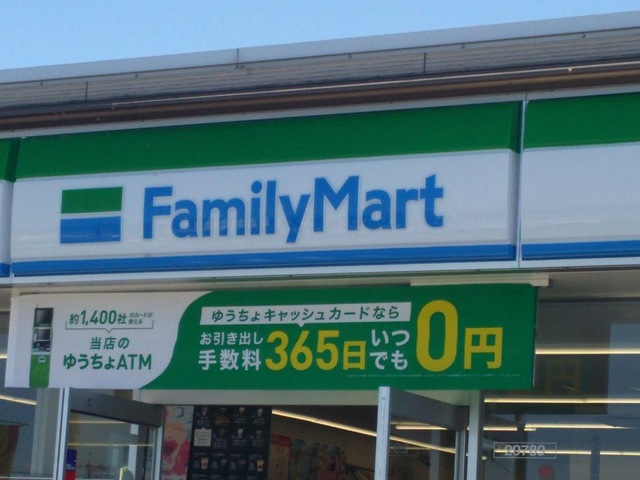 FamilyMart
約1,400社のカードが使える
当店の
ゆうちょATM
ゆうちょキャッシュカードなら
お引き出し
手数料
365日
いつ
でも
0円
20780